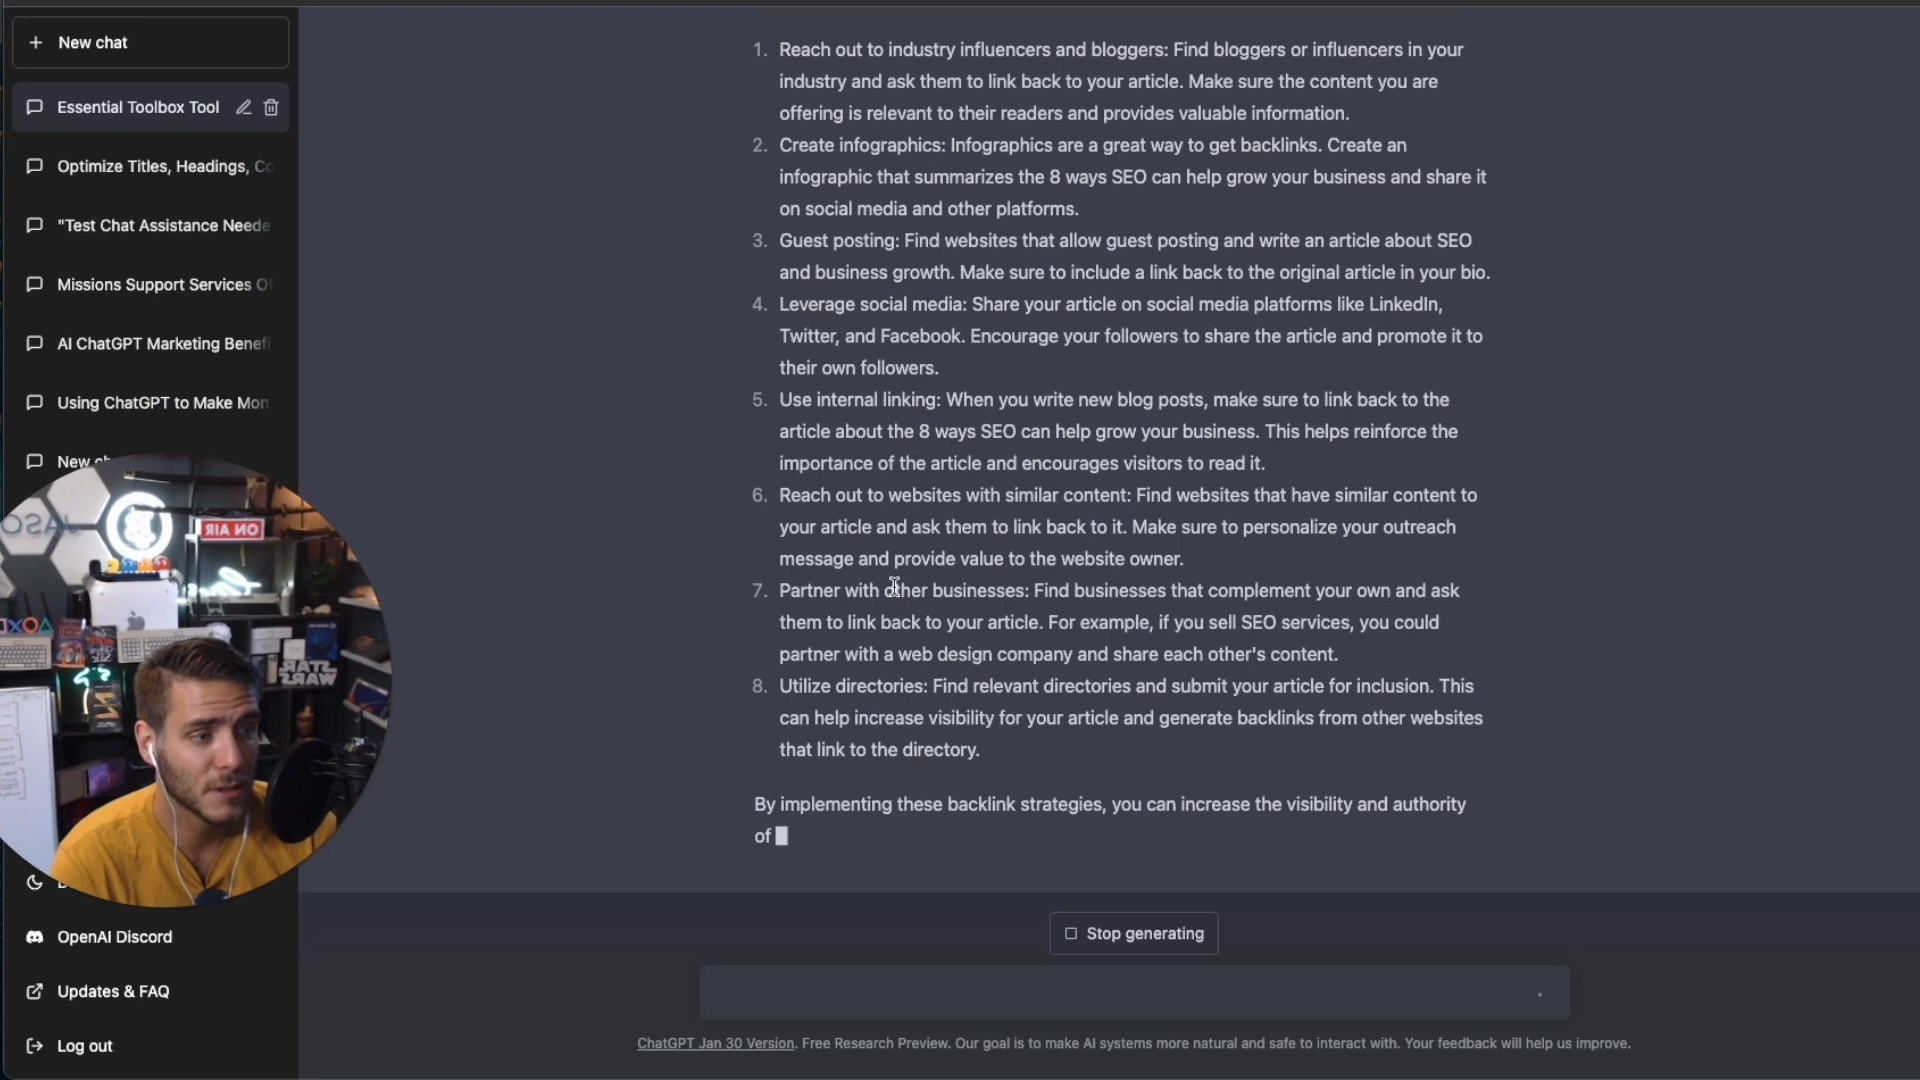 New chat
Essential Toolbox Tool
Optimize Titles, Headings, Co
"Test Chat Assistance Neede
Missions Support Services Of
AI ChatGPT Marketing Benefi
Using ChatGPT to Make Mon
New
ON AIR
STAR
WARS
OpenAI Discord
Updates & FAQ
Log out
1. Reach out to industry influencers and bloggers: Find bloggers or influencers in your
industry and ask them to link back to your article. Make sure the content you are
offering is relevant to their readers and provides valuable information.
2. Create infographics: Infographics are a great way to get backlinks. Create an
infographic that summarizes the 8 ways SEO can help grow your business and share it
on social media and other platforms.
3. Guest posting: Find websites that allow guest posting and write an article about SEO
and business growth. Make sure to include a link back to the original article in your bio.
4. Leverage social media: Share your article on social media platforms like LinkedIn,
Twitter, and Facebook. Encourage your followers to share the article and promote it to
their own followers.
5. Use internal linking: When you write new blog posts, make sure to link back to the
article about the 8 ways SEO can help grow your business. This helps reinforce the
importance of the article and encourages visitors to read it.
6. Reach out to websites with similar content: Find websites that have similar content to
your article and ask them to link back to it. Make sure to personalize your outreach
message and provide value to the website owner.
7. Partner with other businesses: Find businesses that complement your own and ask
them to link back to your article. For example, if you sell SEO services, you could
partner with a web design company and share each other's content.
8. Utilize directories: Find relevant directories and submit your article for inclusion. This
can help increase visibility for your article and generate backlinks from other websites
that link to the directory.
By implementing these backlink strategies, you can increase the visibility and authority
of
Stop generating
ChatGPT Jan 30 Version. Free Research Preview. Our goal is to make AI systems more natural and safe to interact with. Your feedback will help us improve.